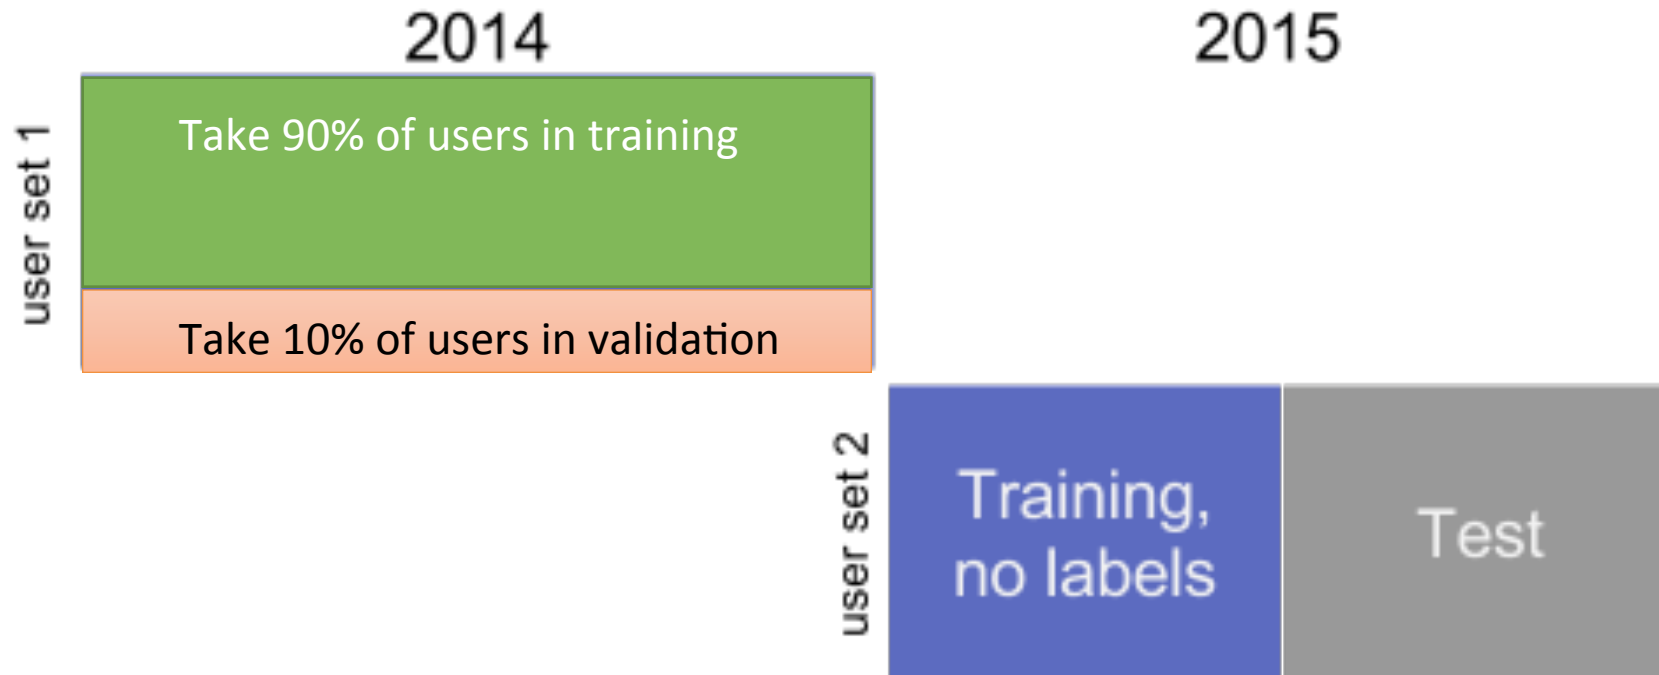 2014
2015
user set 1
Take 90% of users in training
Take 10% of users in validation
user set 2
Training,
no labels
Test